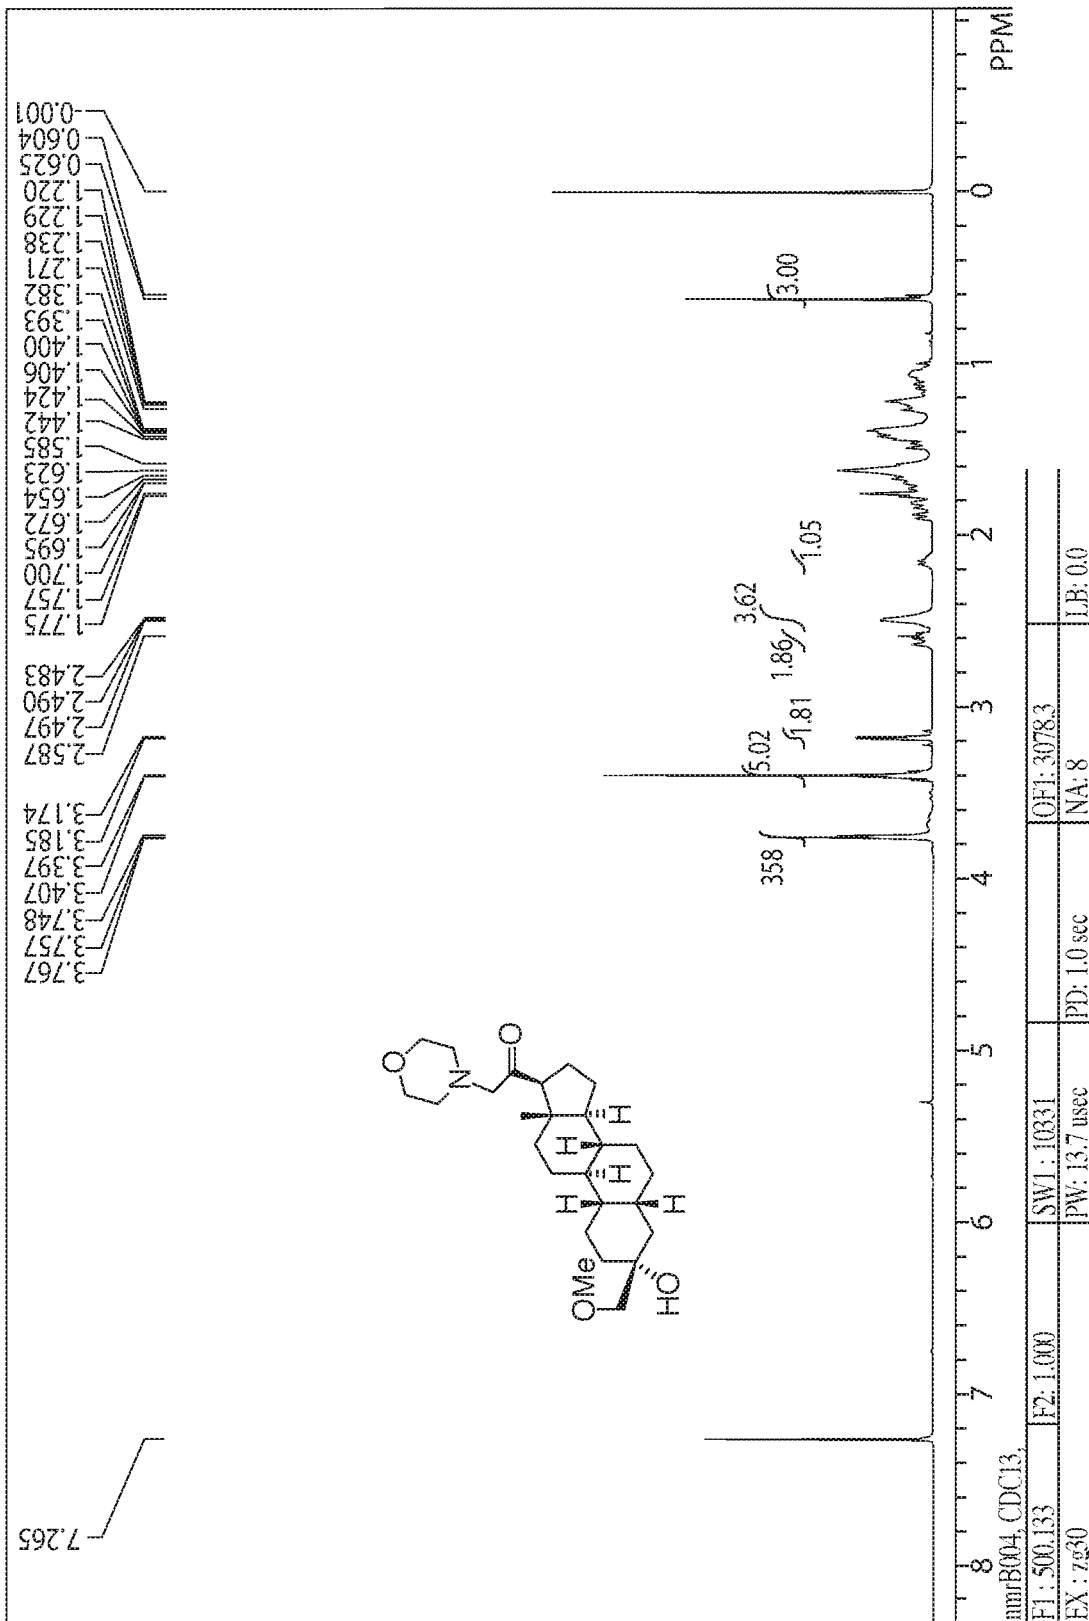 7.265
3.767
3.757
3.748
3.407
3.397
3.185
3.174
2.587
2.497
2.490
2.483
1.775
1.757
1.700
1.695
1.672
1.654
1.623
1.585
1.442
1.424
1.406
1.400
1.393
1.382
1.271
1.238
1.229
1.220
0.625
0.604
-0.001
O
N
O
H
H
H
H
H
OMe
HO
358
5.02
1.81
1.86
3.62
1.05
3.00
8 7 6 5 4 3 2 1 0 PPM
nmrB004, CDC13,
F1: 500.133 F2: 1.000 SW1: 10331 OF1: 3078.3
EX: zg30 PW: 13.7 usec PD: 1.0 sec NA: 8 LB: 0.0